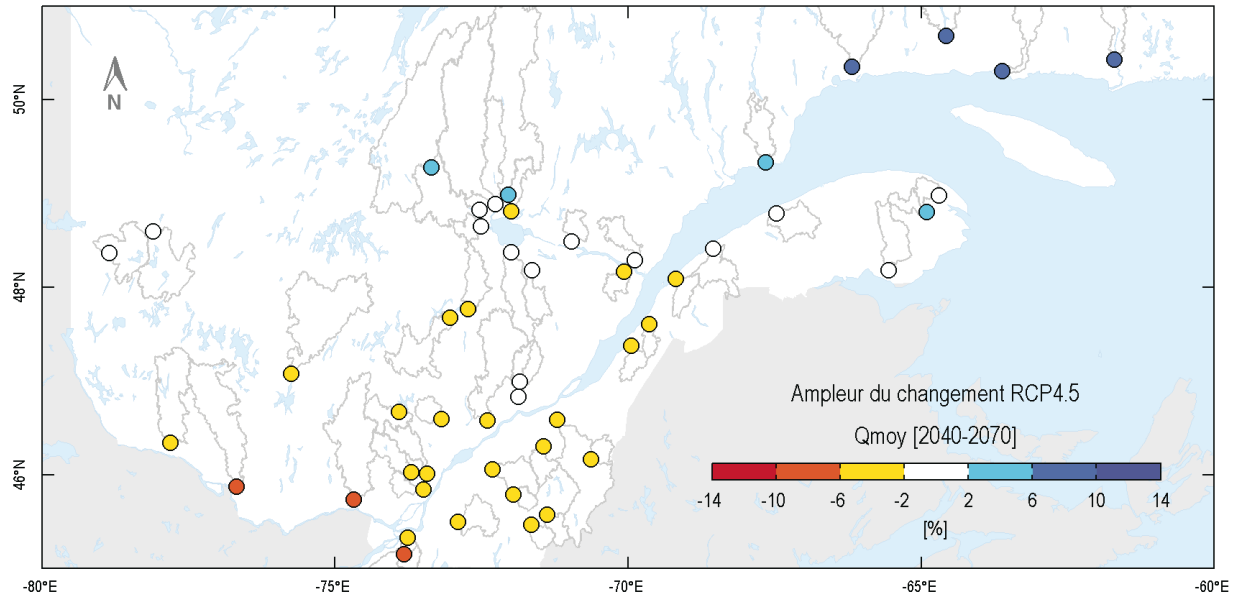 50°N
48°N
46°N
N
Ampleur du changement RCP4.5
Qmoy [2040-2070]
-14 -10 -6 -2 2 6 10 14
[%]
-80°E -75°E -70°E -65°E -60°E